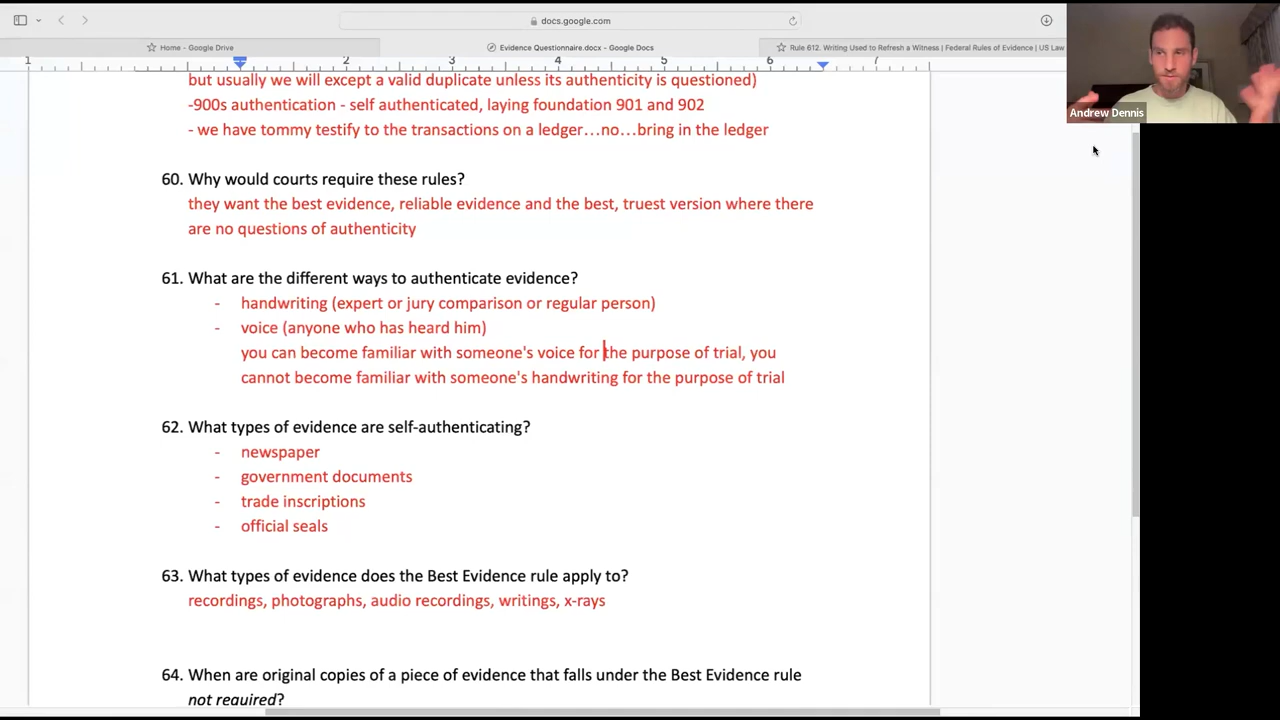 docs.google.com
Home - Google Drive
Evidence Questionnaire.docx - Google Docs
Rule 612. Writing Used to Refresh a Witness | Federal Rules of Evidence | US Law
1 1 2 3 4 5 6 7
Andrew Dennis
but usually we will except a valid duplicate unless its authenticity is questioned)
-900s authentication - self authenticated, laying foundation 901 and 902
- we have tommy testify to the transactions on a ledger…no…bring in the ledger
60. Why would courts require these rules?
they want the best evidence, reliable evidence and the best, truest version where there
are no questions of authenticity
61. What are the different ways to authenticate evidence?
- handwriting (expert or jury comparison or regular person)
- voice (anyone who has heard him)
you can become familiar with someone's voice for the purpose of trial, you
cannot become familiar with someone's handwriting for the purpose of trial
62. What types of evidence are self-authenticating?
- newspaper
- government documents
- trade inscriptions
- official seals
63. What types of evidence does the Best Evidence rule apply to?
recordings, photographs, audio recordings, writings, x-rays
64. When are original copies of a piece of evidence that falls under the Best Evidence rule
not required?